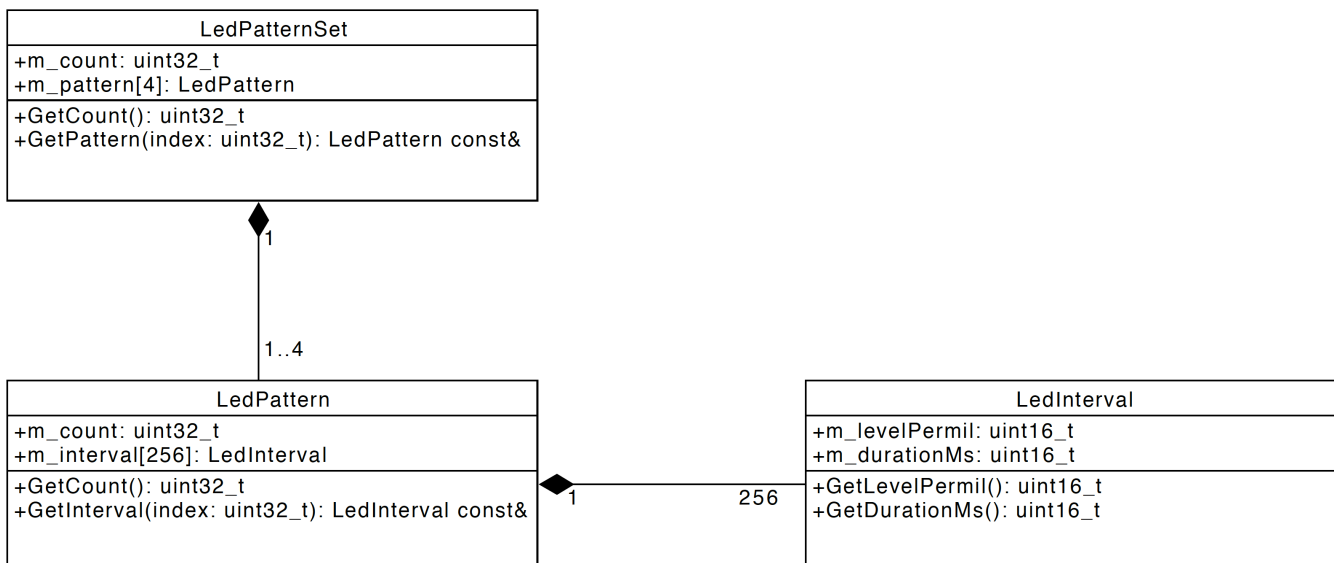 LedPatternSet
+m_count: uint32_t
+m_pattern[4]: LedPattern
+GetCount(): uint32_t
+GetPattern(index: uint32_t): LedPattern const&
1
1..4
LedPattern
+m_count: uint32_t
+m_interval[256]: LedInterval
+GetCount(): uint32_t
+GetInterval(index: uint32_t): LedInterval const&
1
256
LedInterval
+m_levelPermil: uint16_t
+m_durationMs: uint16_t
+GetLevelPermil(): uint16_t
+GetDurationMs(): uint16_t